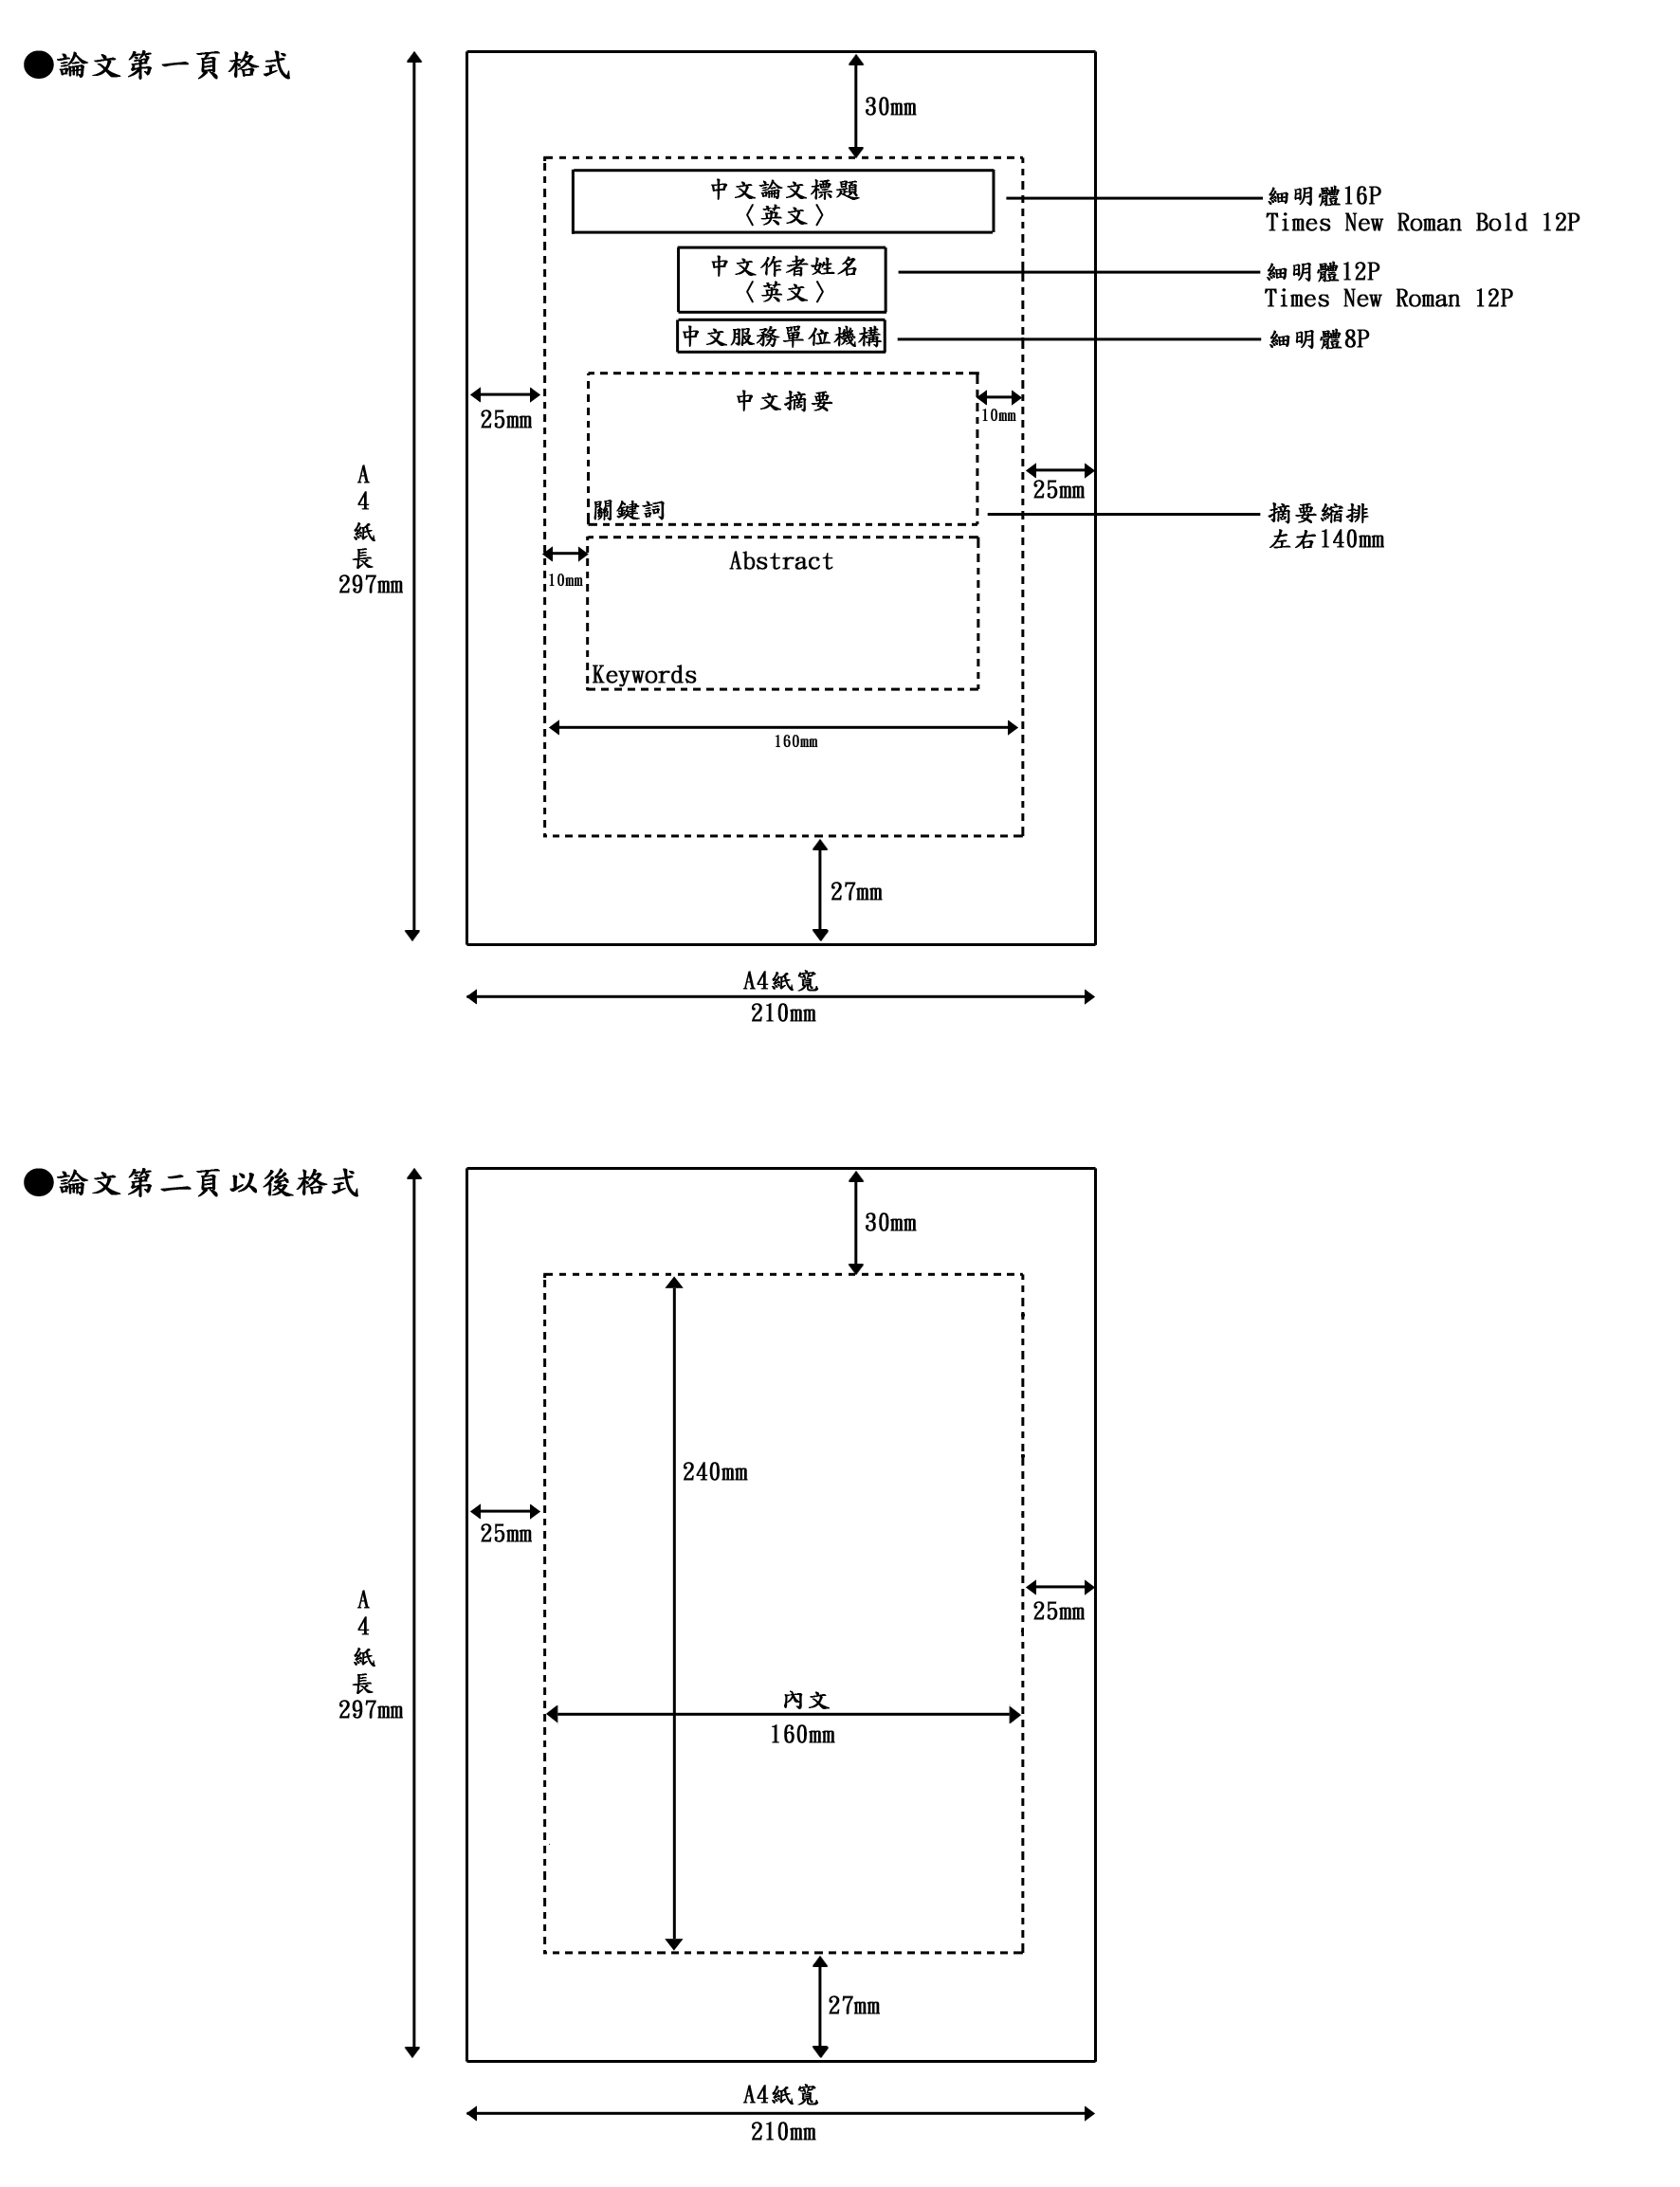 ●論文第一頁格式
30mm
中文論文標題
〈英文〉
細明體16P
Times New Roman Bold 12P
中文作者姓名
〈英文〉
細明體12P
Times New Roman 12P
中文服務單位機構
細明體8P
25mm
中文摘要
10mm
25mm
關鍵詞
摘要縮排
左右140mm
A
4
紙
長
297mm
10mm
Abstract
Keywords
160mm
27mm
A4紙寬
210mm
●論文第二頁以後格式
30mm
240mm
25mm
25mm
A
4
紙
長
297mm
內文
160mm
27mm
A4紙寬
210mm